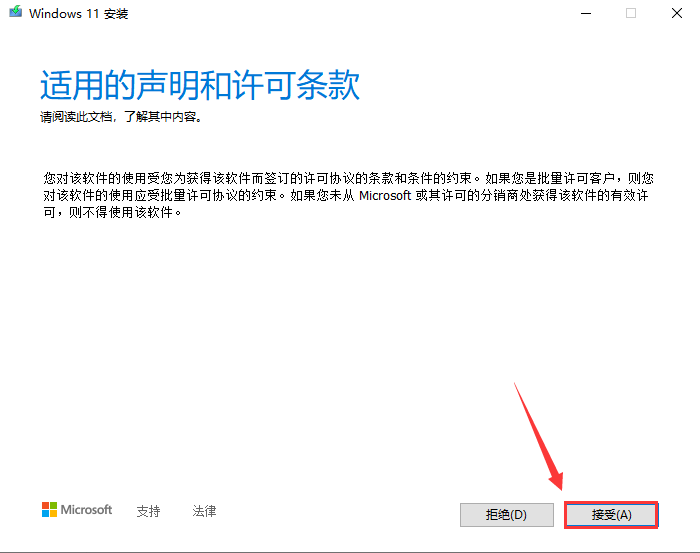 Windows 11 安装
适用的声明和许可条款
请阅读此文档，了解其中内容。
您对该软件的使用受您为获得该软件而签订的许可协议的条款和条件的约束。如果您是批量许可客户，则您
对该软件的使用应受批量许可协议的约束。如果您未从 Microsoft 或其许可的分销商处获得该软件的有效许
可，则不得使用该软件。
Microsoft 支持 法律 拒绝(D) 接受(A)